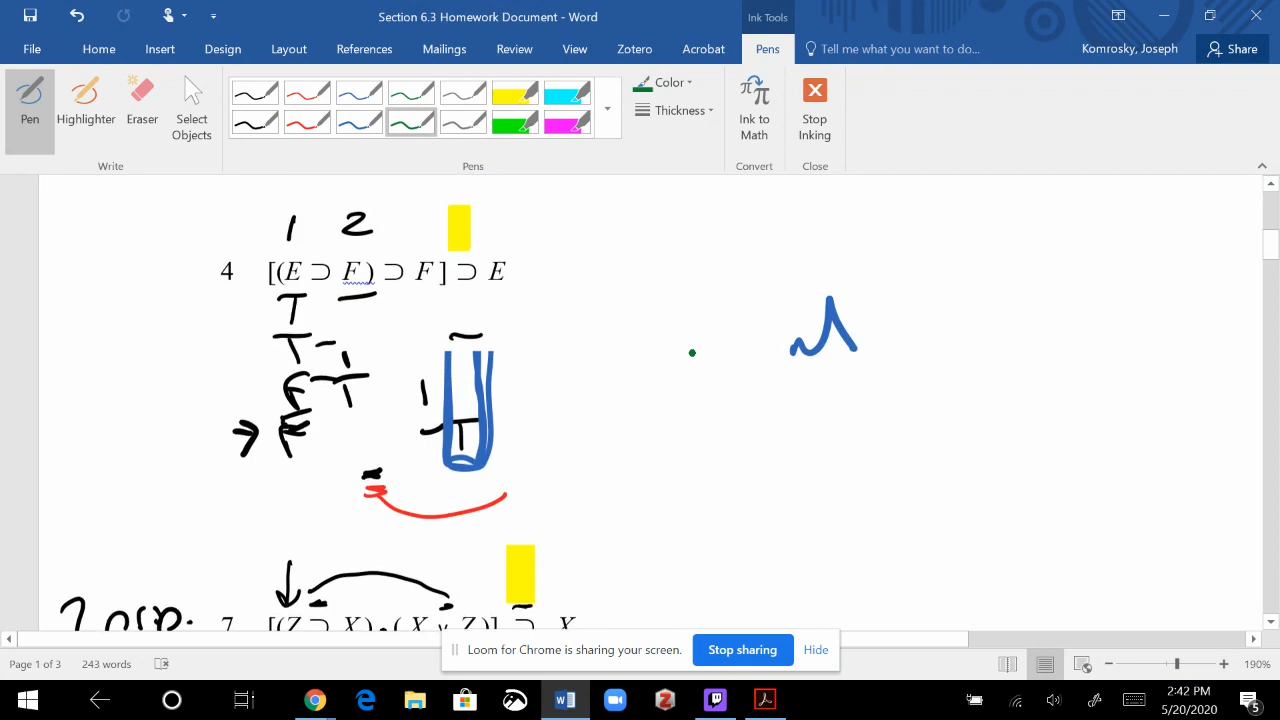 Section 6.3 Homework Document - Word
Ink Tools
File Home Insert Design Layout References Mailings Review View Zotero Acrobat Pens Tell me what you want to do... Komrosky, Joseph Share
Pen Highlighter Eraser Select Objects
Color
Thickness
Ink to Math
Stop Inking
Write Pens Convert Close
1 2
4 [(E ⊃ F) ⊃ F] ⊃ E
T
T
F T
F T
7 [(Z ⊃ X) • (X v Z)] ⊃ X
Loom for Chrome is sharing your screen. Stop sharing Hide
Page 1 of 3 243 words 190%
2:42 PM
5/20/2020
5